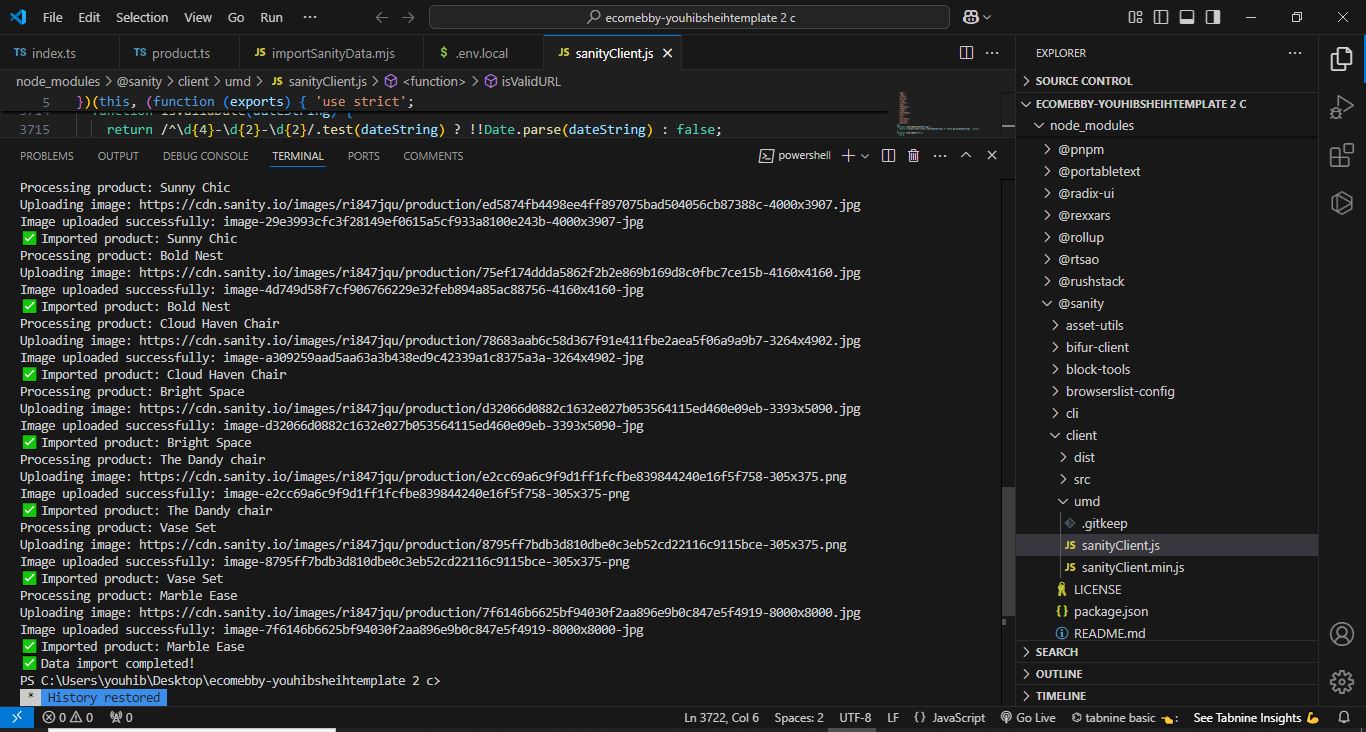 File Edit Selection View Go Run ··· ecomebby-youhibsheihtemplate 2 c
TS index.ts TS product.ts JS importSanityData.mjs $ .env.local JS sanityClient.js
node_modules > @sanity > client > umd > JS sanityClient.js > <function> > isValidURL
5 })(this, (function (exports) { 'use strict';
3714 function isValidDate(dateString) {
3715 return /^\d{4}-\d{2}-\d{2}/.test(dateString) ? !!Date.parse(dateString) : false;
PROBLEMS OUTPUT DEBUG CONSOLE TERMINAL PORTS COMMENTS powershell
Processing product: Sunny Chic
Uploading image: https://cdn.sanity.io/images/ri847jqu/production/ed5874fb4498ee4ff897075bad504056cb87388c-4000x3907.jpg
Image uploaded successfully: image-29e3993cfc3f28149ef0615a5cf933a8100e243b-4000x3907-jpg
✅ Imported product: Sunny Chic
Processing product: Bold Nest
Uploading image: https://cdn.sanity.io/images/ri847jqu/production/75ef174ddda5862f2b2e869b169d8c0fbc7ce15b-4160x4160.jpg
Image uploaded successfully: image-4d749d58f7cf906766229e32feb894a85ac88756-4160x4160-jpg
✅ Imported product: Bold Nest
Processing product: Cloud Haven Chair
Uploading image: https://cdn.sanity.io/images/ri847jqu/production/78683aab6c58d367f91e411fbe2aea5f06a9a9b7-3264x4902.jpg
Image uploaded successfully: image-a309259aad5aa63a3b438ed9c42339a1c8375a3a-3264x4902-jpg
✅ Imported product: Cloud Haven Chair
Processing product: Bright Space
Uploading image: https://cdn.sanity.io/images/ri847jqu/production/d32066d0882c1632e027b053564115ed460e09eb-3393x5090.jpg
Image uploaded successfully: image-d32066d0882c1632e027b053564115ed460e09eb-3393x5090-jpg
✅ Imported product: Bright Space
Processing product: The Dandy chair
Uploading image: https://cdn.sanity.io/images/ri847jqu/production/e2cc69a6c9f9d1ff1fcfbe839844240e16f5f758-305x375.png
Image uploaded successfully: image-e2cc69a6c9f9d1ff1fcfbe839844240e16f5f758-305x375-png
✅ Imported product: The Dandy chair
Processing product: Vase Set
Uploading image: https://cdn.sanity.io/images/ri847jqu/production/8795ff7bdb3d810dbe0c3eb52cd22116c9115bce-305x375.png
Image uploaded successfully: image-8795ff7bdb3d810dbe0c3eb52cd22116c9115bce-305x375-png
✅ Imported product: Vase Set
Processing product: Marble Ease
Uploading image: https://cdn.sanity.io/images/ri847jqu/production/7f6146b6625bf94030f2aa896e9b0c847e5f4919-8000x8000.jpg
Image uploaded successfully: image-7f6146b6625bf94030f2aa896e9b0c847e5f4919-8000x8000-jpg
✅ Imported product: Marble Ease
✅ Data import completed!
PS C:\Users\youhib\Desktop\ecomebby-youhibsheihtemplate 2 c>
* History restored
EXPLORER ···
SOURCE CONTROL
ECOMEBBY-YOUHIBSHEIHTEMPLATE 2 C
node_modules
@pnpm
@portabletext
@radix-ui
@rexxars
@rollup
@rtsao
@rushstack
@sanity
asset-utils
bifur-client
block-tools
browserslist-config
cli
client
dist
src
umd
.gitkeep
JS sanityClient.js
JS sanityClient.min.js
LICENSE
{} package.json
README.md
SEARCH
OUTLINE
TIMELINE
0 0 0 Ln 3722, Col 6 Spaces: 2 UTF-8 LF {} JavaScript Go Live tabnine basic 👈: See Tabnine Insights 💪